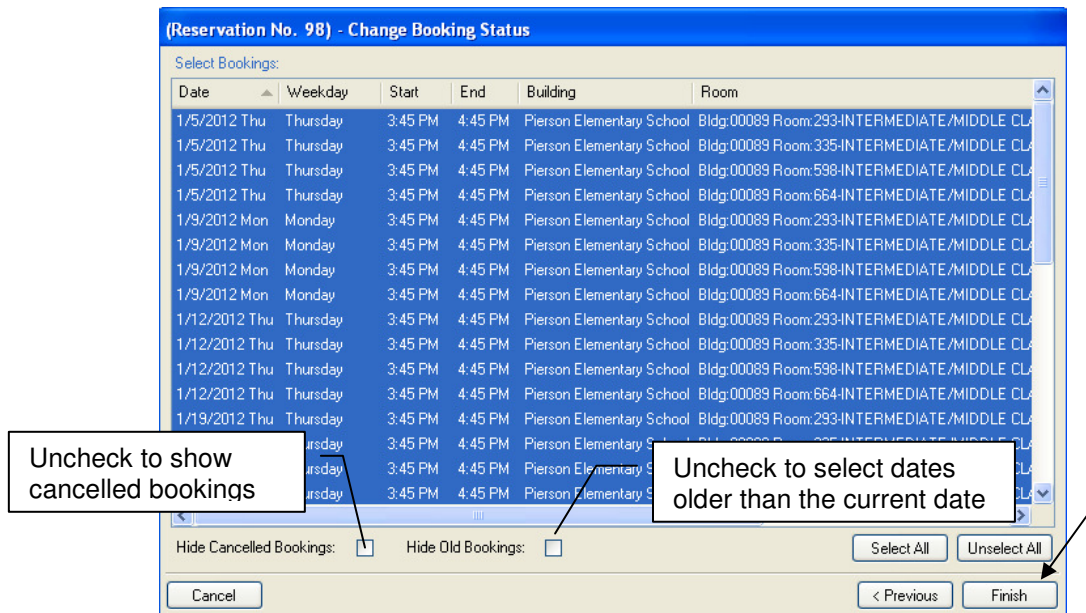 (Reservation No. 98) - Change Booking Status
Select Bookings:
Date Weekday Start End Building Room
1/5/2012 Thu Thursday 3:45 PM 4:45 PM Pierson Elementary School Bldg:00089 Room:293-INTERMEDIATE/MIDDLE CLA
1/5/2012 Thu Thursday 3:45 PM 4:45 PM Pierson Elementary School Bldg:00089 Room:335-INTERMEDIATE/MIDDLE CLA
1/5/2012 Thu Thursday 3:45 PM 4:45 PM Pierson Elementary School Bldg:00089 Room:598-INTERMEDIATE/MIDDLE CLA
1/5/2012 Thu Thursday 3:45 PM 4:45 PM Pierson Elementary School Bldg:00089 Room:664-INTERMEDIATE/MIDDLE CLA
1/9/2012 Mon Monday 3:45 PM 4:45 PM Pierson Elementary School Bldg:00089 Room:293-INTERMEDIATE/MIDDLE CLA
1/9/2012 Mon Monday 3:45 PM 4:45 PM Pierson Elementary School Bldg:00089 Room:335-INTERMEDIATE/MIDDLE CLA
1/9/2012 Mon Monday 3:45 PM 4:45 PM Pierson Elementary School Bldg:00089 Room:598-INTERMEDIATE/MIDDLE CLA
1/9/2012 Mon Monday 3:45 PM 4:45 PM Pierson Elementary School Bldg:00089 Room:664-INTERMEDIATE/MIDDLE CLA
1/12/2012 Thu Thursday 3:45 PM 4:45 PM Pierson Elementary School Bldg:00089 Room:293-INTERMEDIATE/MIDDLE CLA
1/12/2012 Thu Thursday 3:45 PM 4:45 PM Pierson Elementary School Bldg:00089 Room:335-INTERMEDIATE/MIDDLE CLA
1/12/2012 Thu Thursday 3:45 PM 4:45 PM Pierson Elementary School Bldg:00089 Room:598-INTERMEDIATE/MIDDLE CLA
1/12/2012 Thu Thursday 3:45 PM 4:45 PM Pierson Elementary School Bldg:00089 Room:664-INTERMEDIATE/MIDDLE CLA
1/19/2012 Thu Thursday 3:45 PM 4:45 PM Pierson Elementary School Bldg:00089 Room:293-INTERMEDIATE/MIDDLE CLA
ursday 3:45 PM 4:45 PM Pierson Elementary
ursday 3:45 PM 4:45 PM Pierson Elementary S
ursday 3:45 PM 4:45 PM Pierson Elementary S
Uncheck to show
cancelled bookings
Uncheck to select dates
older than the current date
Hide Cancelled Bookings: Hide Old Bookings: Select All Unselect All
Cancel < Previous Finish